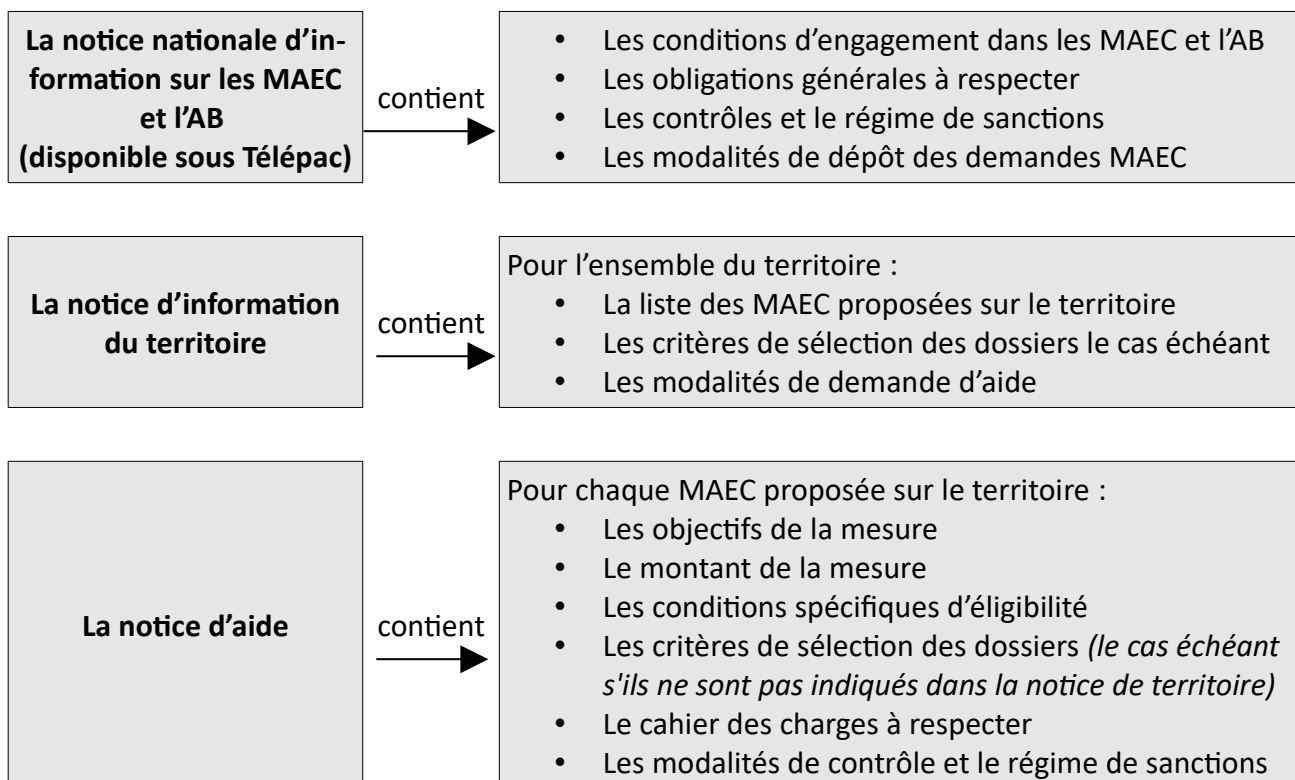 La notice nationale d’in-
formation sur les MAEC
et l’AB
(disponible sous Télépac)
contient
• Les conditions d’engagement dans les MAEC et l’AB
• Les obligations générales à respecter
• Les contrôles et le régime de sanctions
• Les modalités de dépôt des demandes MAEC
La notice d’information
du territoire
contient
Pour l’ensemble du territoire :
• La liste des MAEC proposées sur le territoire
• Les critères de sélection des dossiers le cas échéant
• Les modalités de demande d’aide
La notice d’aide
contient
Pour chaque MAEC proposée sur le territoire :
• Les objectifs de la mesure
• Le montant de la mesure
• Les conditions spécifiques d’éligibilité
• Les critères de sélection des dossiers (le cas échéant
s'ils ne sont pas indiqués dans la notice de territoire)
• Le cahier des charges à respecter
• Les modalités de contrôle et le régime de sanctions